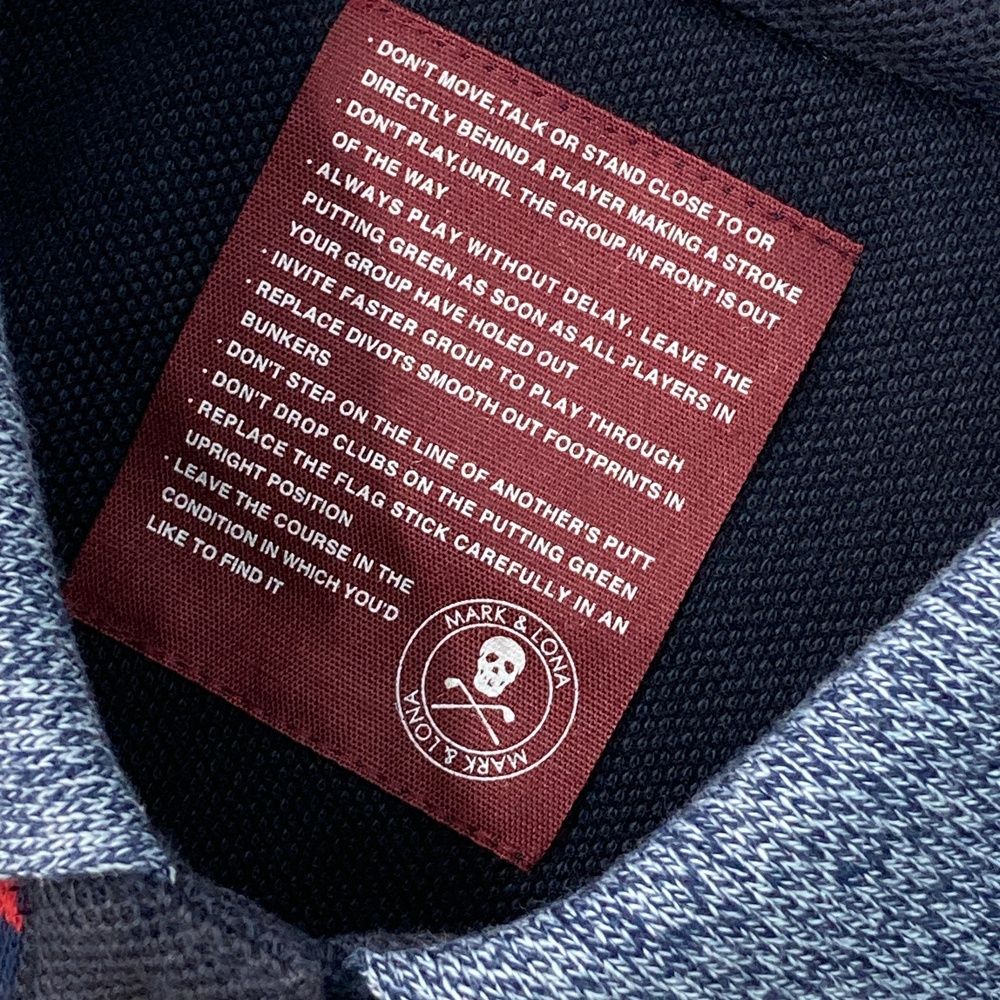 · DON'T MOVE,TALK OR STAND CLOSE TO OR
DIRECTLY BEHIND A PLAYER MAKING A STROKE
· DON'T PLAY,UNTIL THE GROUP IN FRONT IS OUT
OF THE WAY
· ALWAYS PLAY WITHOUT DELAY. LEAVE THE
PUTTING GREEN AS SOON AS ALL PLAYERS IN
YOUR GROUP HAVE HOLED OUT
· INVITE FASTER GROUP TO PLAY THROUGH
· REPLACE DIVOTS SMOOTH OUT FOOTPRINTS IN
BUNKERS
· DON'T STEP ON THE LINE OF ANOTHER'S PUTT
· DON'T DROP CLUBS ON THE PUTTING GREEN
· REPLACE THE FLAG STICK CAREFULLY IN AN
UPRIGHT POSITION
· LEAVE THE COURSE IN THE
CONDITION IN WHICH YOU'D
LIKE TO FIND IT
MARK & LONA
MARK & LONA